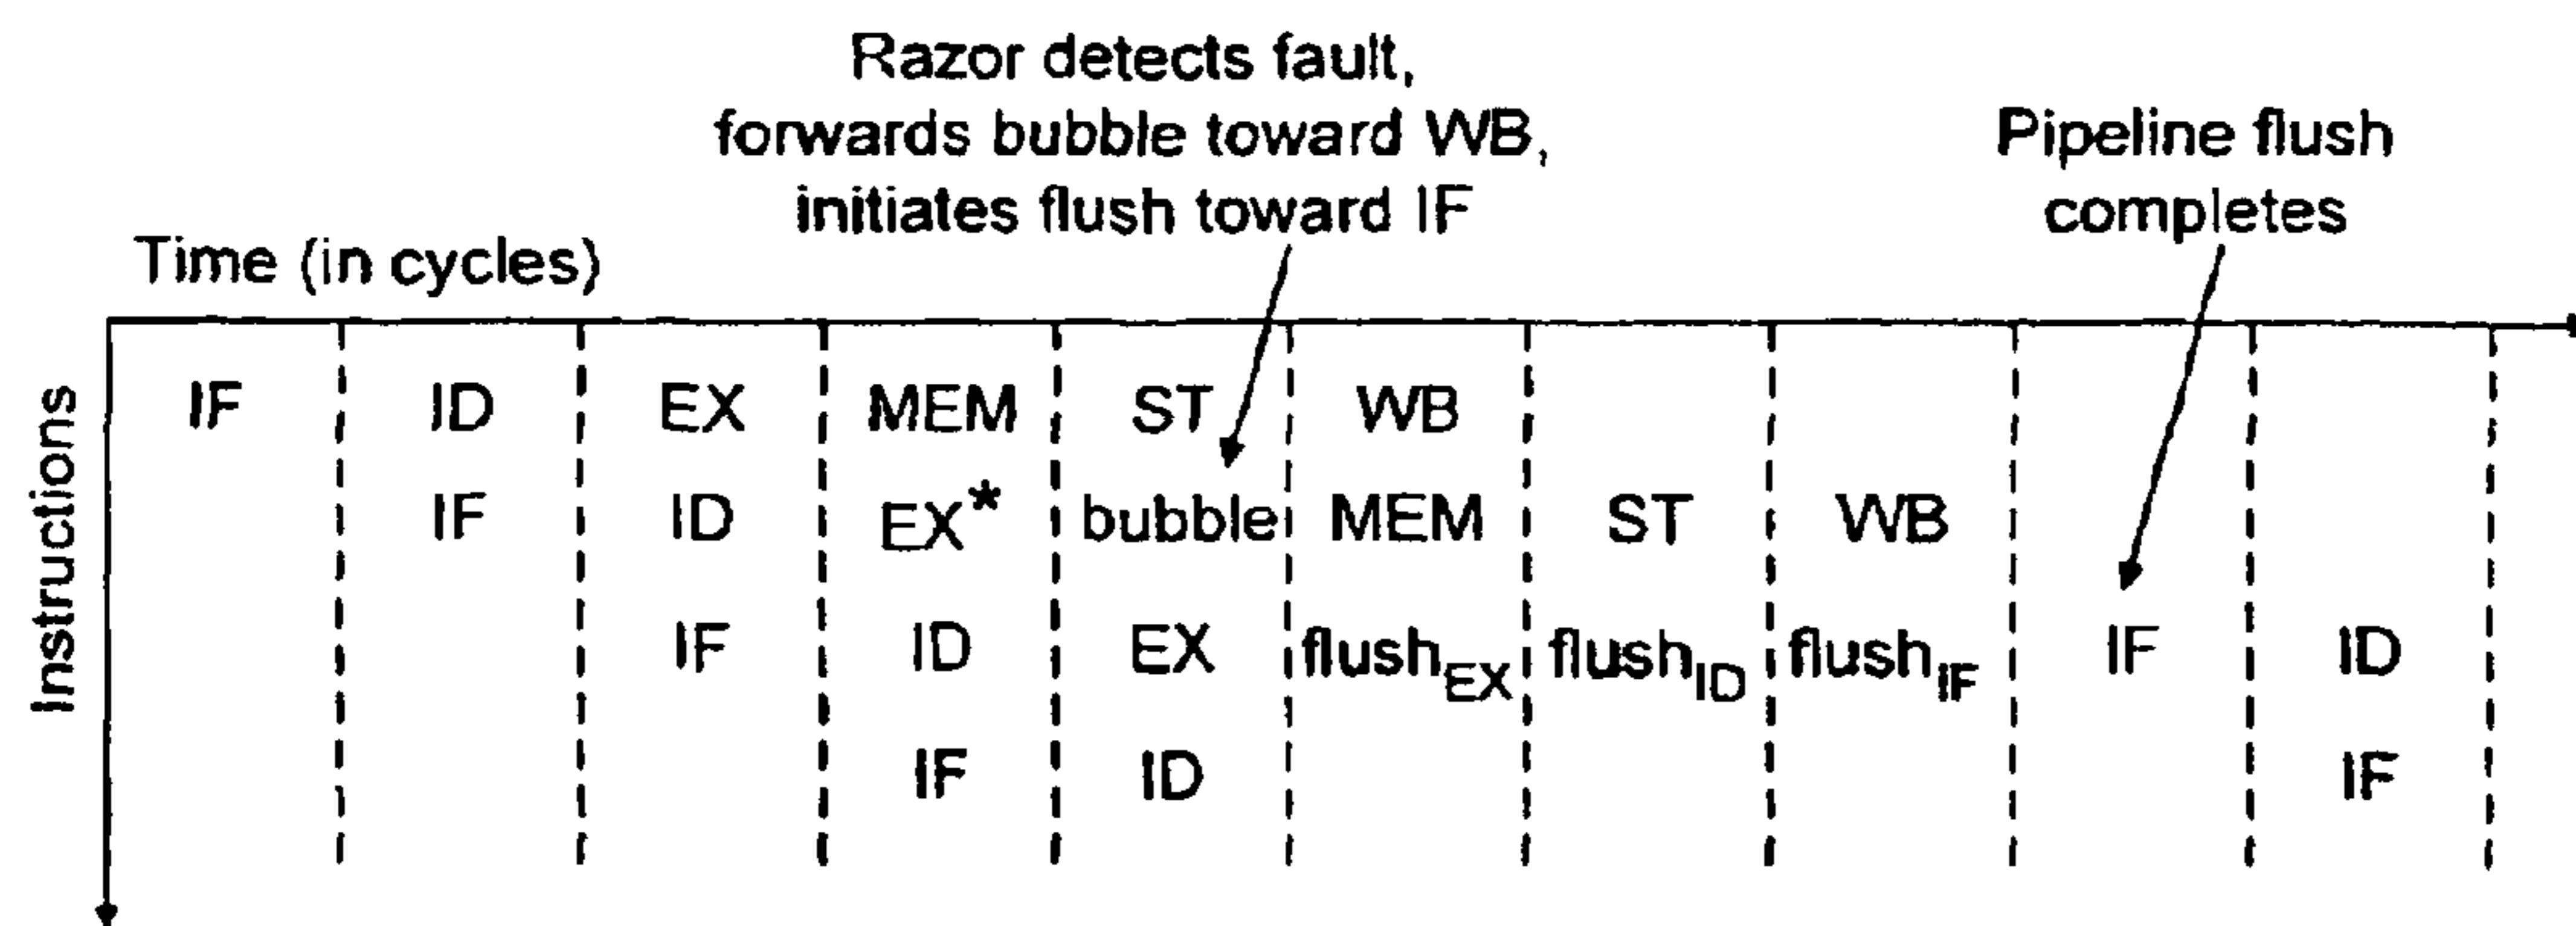 Razor detects fault,
forwards bubble toward WB,
initiates flush toward IF
Pipeline flush
completes
Time (in cycles)
Instructions
IF ID EX MEM ST WB
IF ID EX* bubble MEM ST WB
IF ID EX flushEX flushID flushIF IF ID
IF ID IF